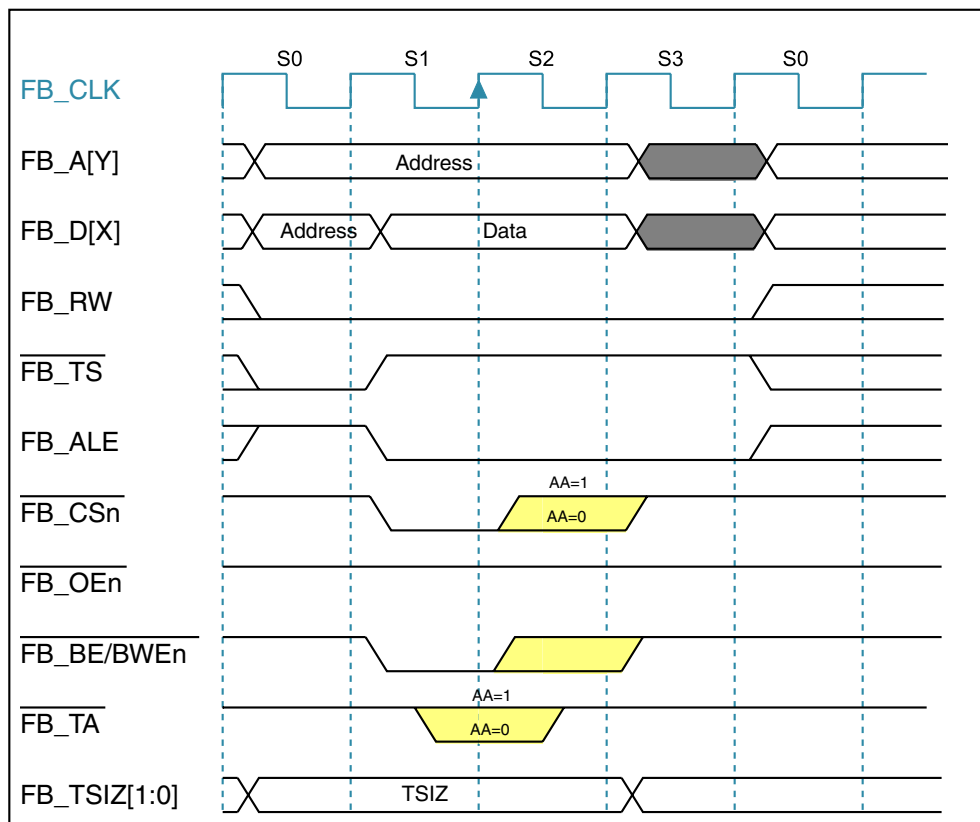 S0 S1 S2 S3 S0
FB_CLK
FB_A[Y] Address
FB_D[X] Address Data
FB_RW
FB_TS
FB_ALE
AA=1
FB_CSn AA=0
FB_OEn
FB_BE/BWEn
AA=1
FB_TA AA=0
FB_TSIZ[1:0] TSIZ